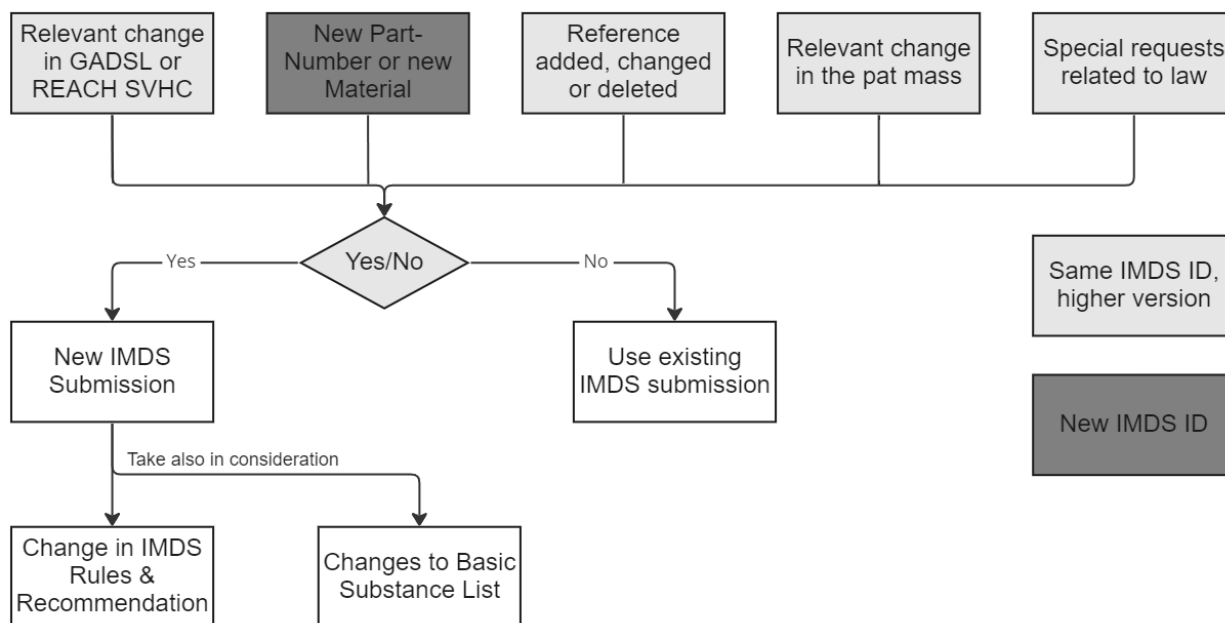 Relevant change
in GADSL or
REACH SVHC
New Part-
Number or new
Material
Reference
added, changed
or deleted
Relevant change
in the pat mass
Special requests
related to law
Yes
Yes/No
No
Same IMDS ID,
higher version
New IMDS
Submission
Use existing
IMDS submission
New IMDS ID
Take also in consideration
Change in IMDS
Rules &
Recommendation
Changes to Basic
Substance List